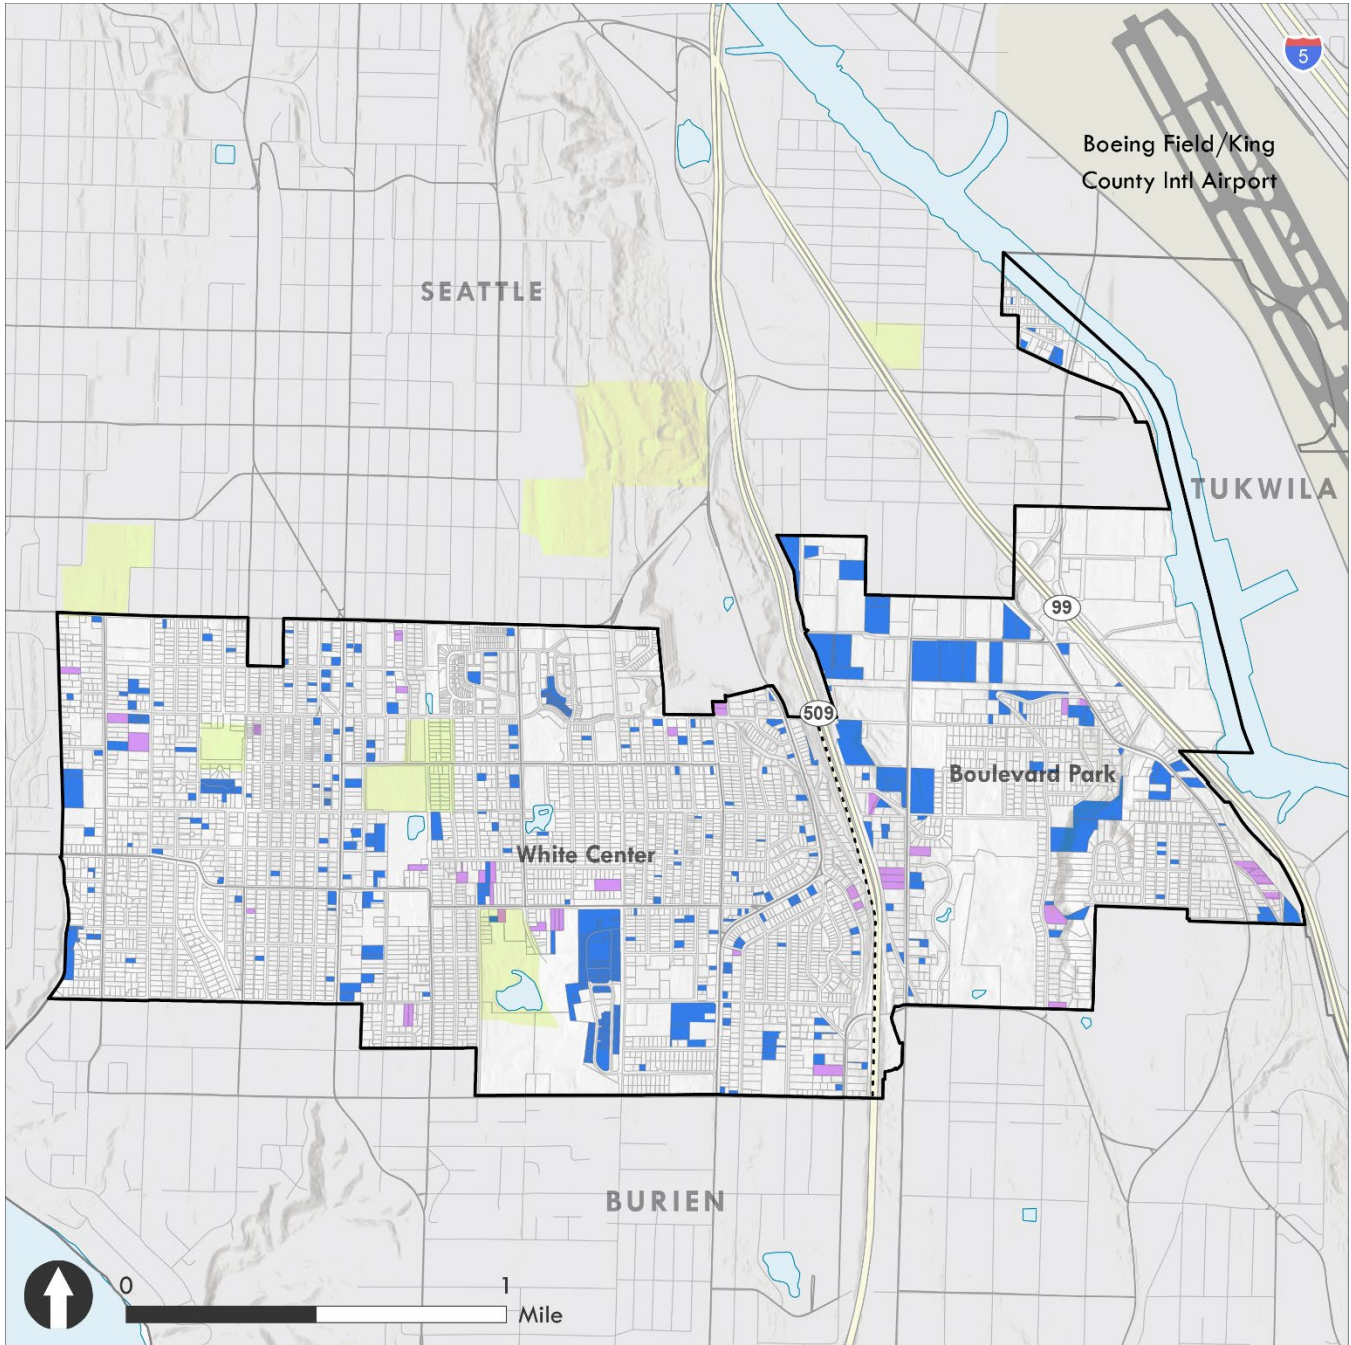 5
Boeing Field/King
County Intl Airport
SEATTLE
TUKWILA
99
509
Boulevard Park
White Center
BURIEN
0 1
Mile